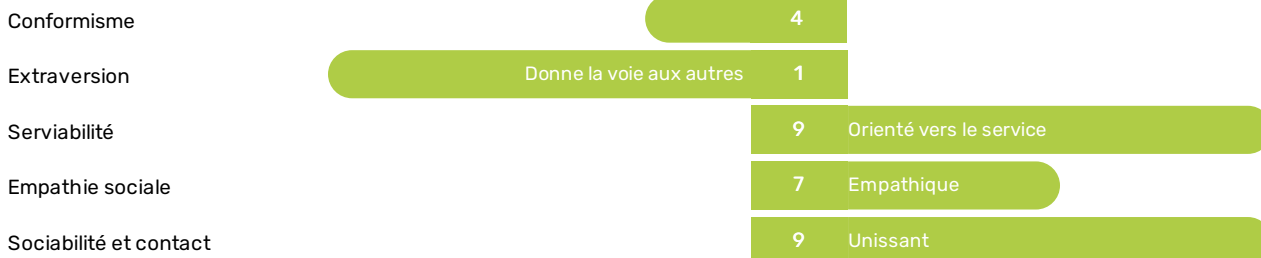 Conformisme 4
Extraversion Donne la voie aux autres 1
Serviabilité 9 Orienté vers le service
Empathie sociale 7 Empathique
Sociabilité et contact 9 Unissant